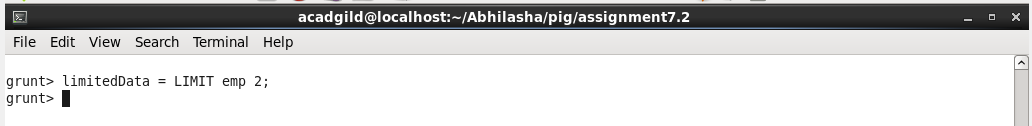 acadgild@localhost:~/Abhilasha/pig/assignment7.2
File Edit View Search Terminal Help
grunt> limitedData = LIMIT emp 2;
grunt>